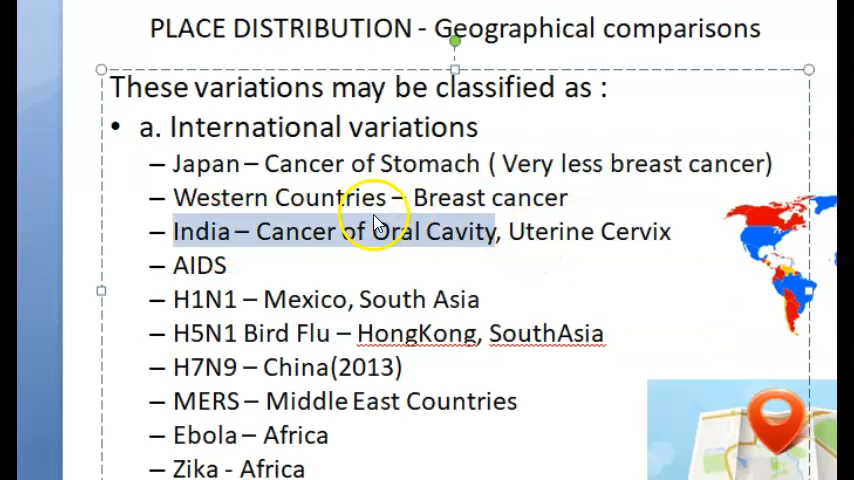 PLACE DISTRIBUTION - Geographical comparisons
These variations may be classified as :
• a. International variations
– Japan – Cancer of Stomach ( Very less breast cancer)
– Western Countries – Breast cancer
– India – Cancer of Oral Cavity, Uterine Cervix
– AIDS
– H1N1 – Mexico, South Asia
– H5N1 Bird Flu – HongKong, SouthAsia
– H7N9 – China(2013)
– MERS – Middle East Countries
– Ebola – Africa
– Zika - Africa